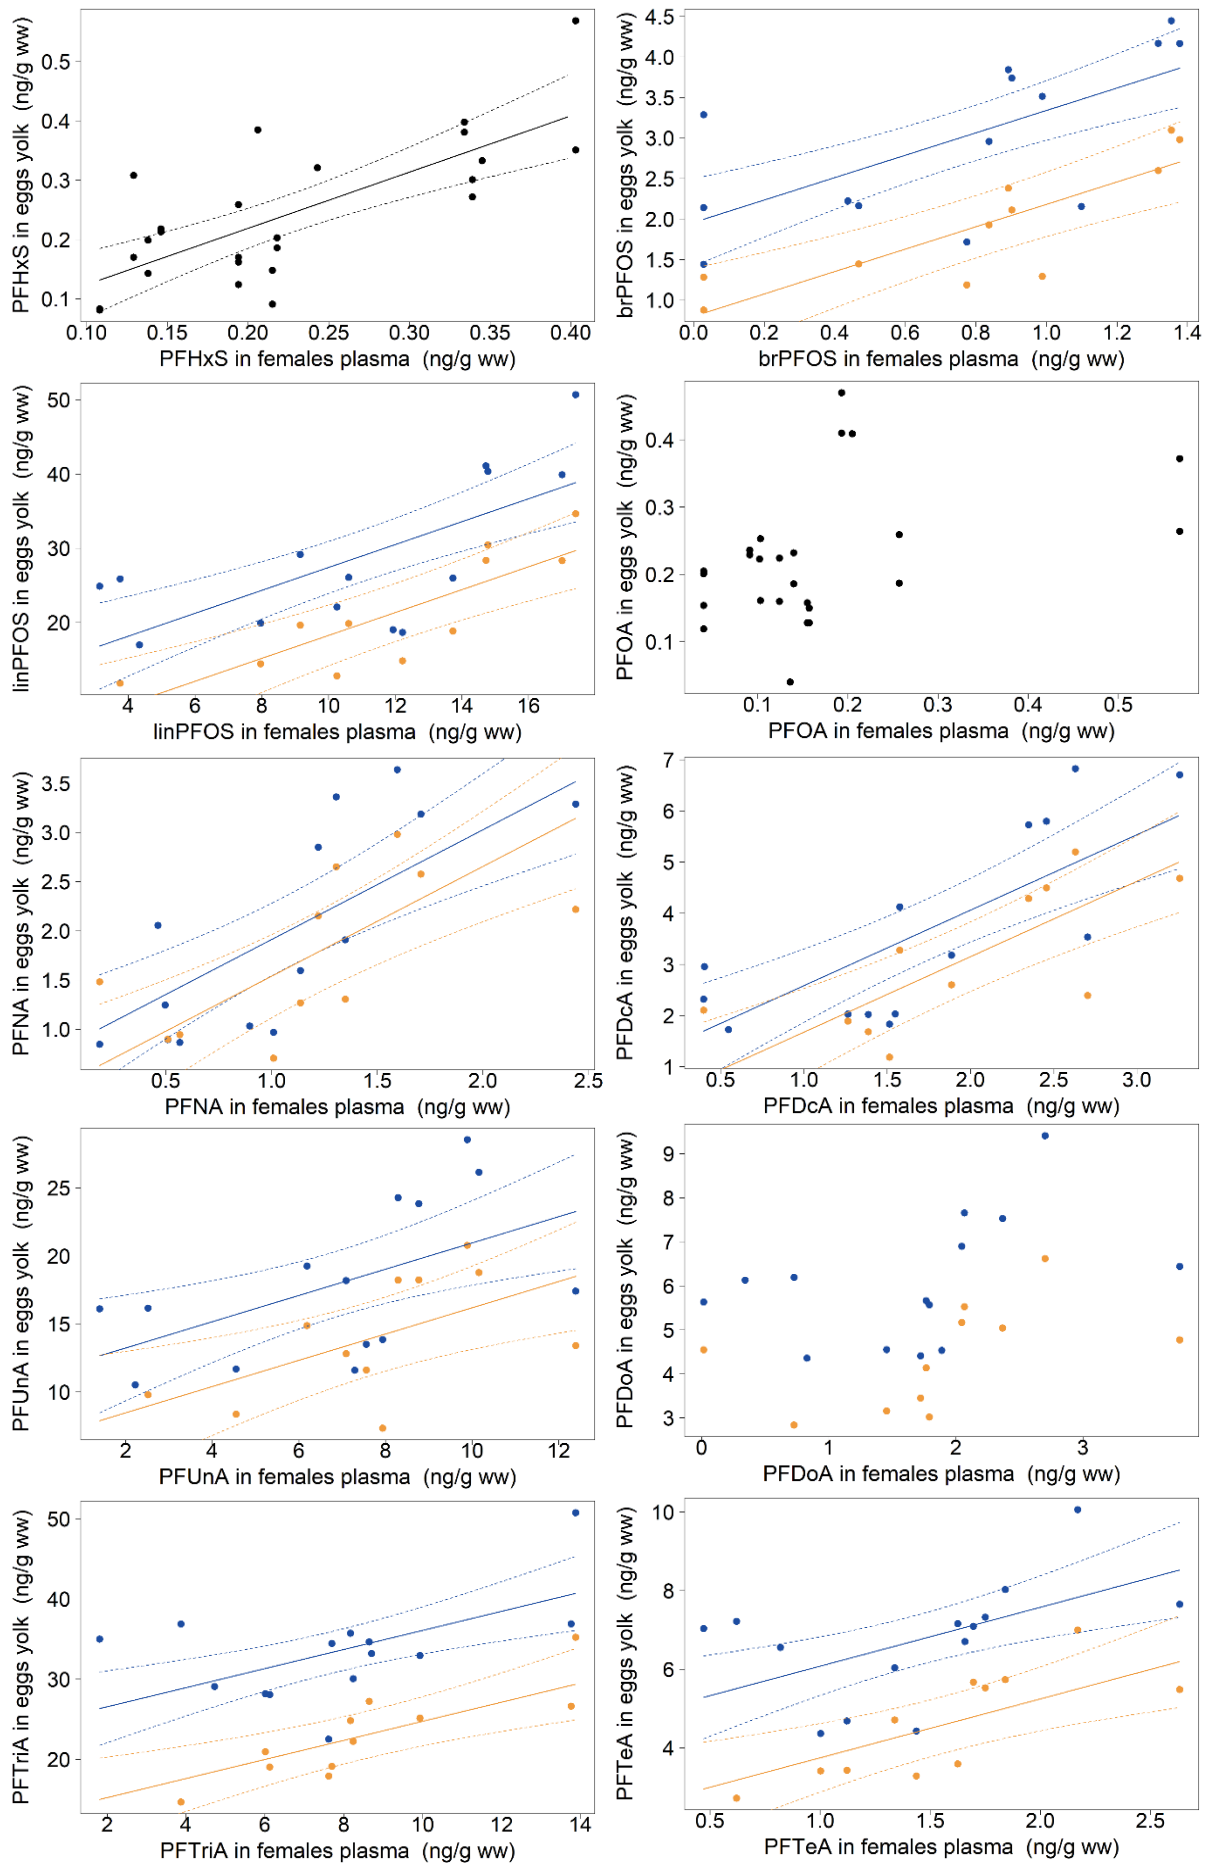 PFHxS in eggs yolk (ng/g ww)
0.5
0.4
0.3
0.2
0.1
0.10 0.15 0.20 0.25 0.30 0.35 0.40
PFHxS in females plasma (ng/g ww)
brPFOS in eggs yolk (ng/g ww)
4.5
4.0
3.5
3.0
2.5
2.0
1.5
1.0
0.0 0.2 0.4 0.6 0.8 1.0 1.2 1.4
brPFOS in females plasma (ng/g ww)
linPFOS in eggs yolk (ng/g ww)
50
40
30
20
4 6 8 10 12 14 16
linPFOS in females plasma (ng/g ww)
PFOA in eggs yolk (ng/g ww)
0.4
0.3
0.2
0.1
0.1 0.2 0.3 0.4 0.5
PFOA in females plasma (ng/g ww)
PFNA in eggs yolk (ng/g ww)
3.5
3.0
2.5
2.0
1.5
1.0
0.5 1.0 1.5 2.0 2.5
PFNA in females plasma (ng/g ww)
PFDcA in eggs yolk (ng/g ww)
7
6
5
4
3
2
1
0.5 1.0 1.5 2.0 2.5 3.0
PFDcA in females plasma (ng/g ww)
PFUnA in eggs yolk (ng/g ww)
25
20
15
10
2 4 6 8 10 12
PFUnA in females plasma (ng/g ww)
PFDoA in eggs yolk (ng/g ww)
9
8
7
6
5
4
3
0 1 2 3
PFDoA in females plasma (ng/g ww)
PFTriA in eggs yolk (ng/g ww)
50
40
30
20
2 4 6 8 10 12 14
PFTriA in females plasma (ng/g ww)
PFTeA in eggs yolk (ng/g ww)
10
8
6
4
0.5 1.0 1.5 2.0 2.5
PFTeA in females plasma (ng/g ww)